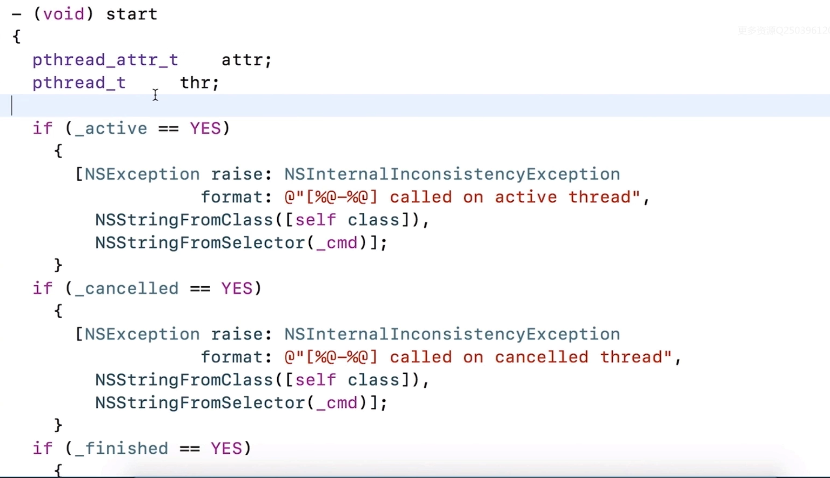 - (void) start
{
pthread_attr_t attr;
pthread_t thr;
if (_active == YES)
{
[NSException raise: NSInternalInconsistencyException
format: @"[%@-%@] called on active thread",
NSStringFromClass([self class]),
NSStringFromSelector(_cmd)];
}
if (_cancelled == YES)
{
[NSException raise: NSInternalInconsistencyException
format: @"[%@-%@] called on cancelled thread",
NSStringFromClass([self class]),
NSStringFromSelector(_cmd)];
}
if (_finished == YES)
{